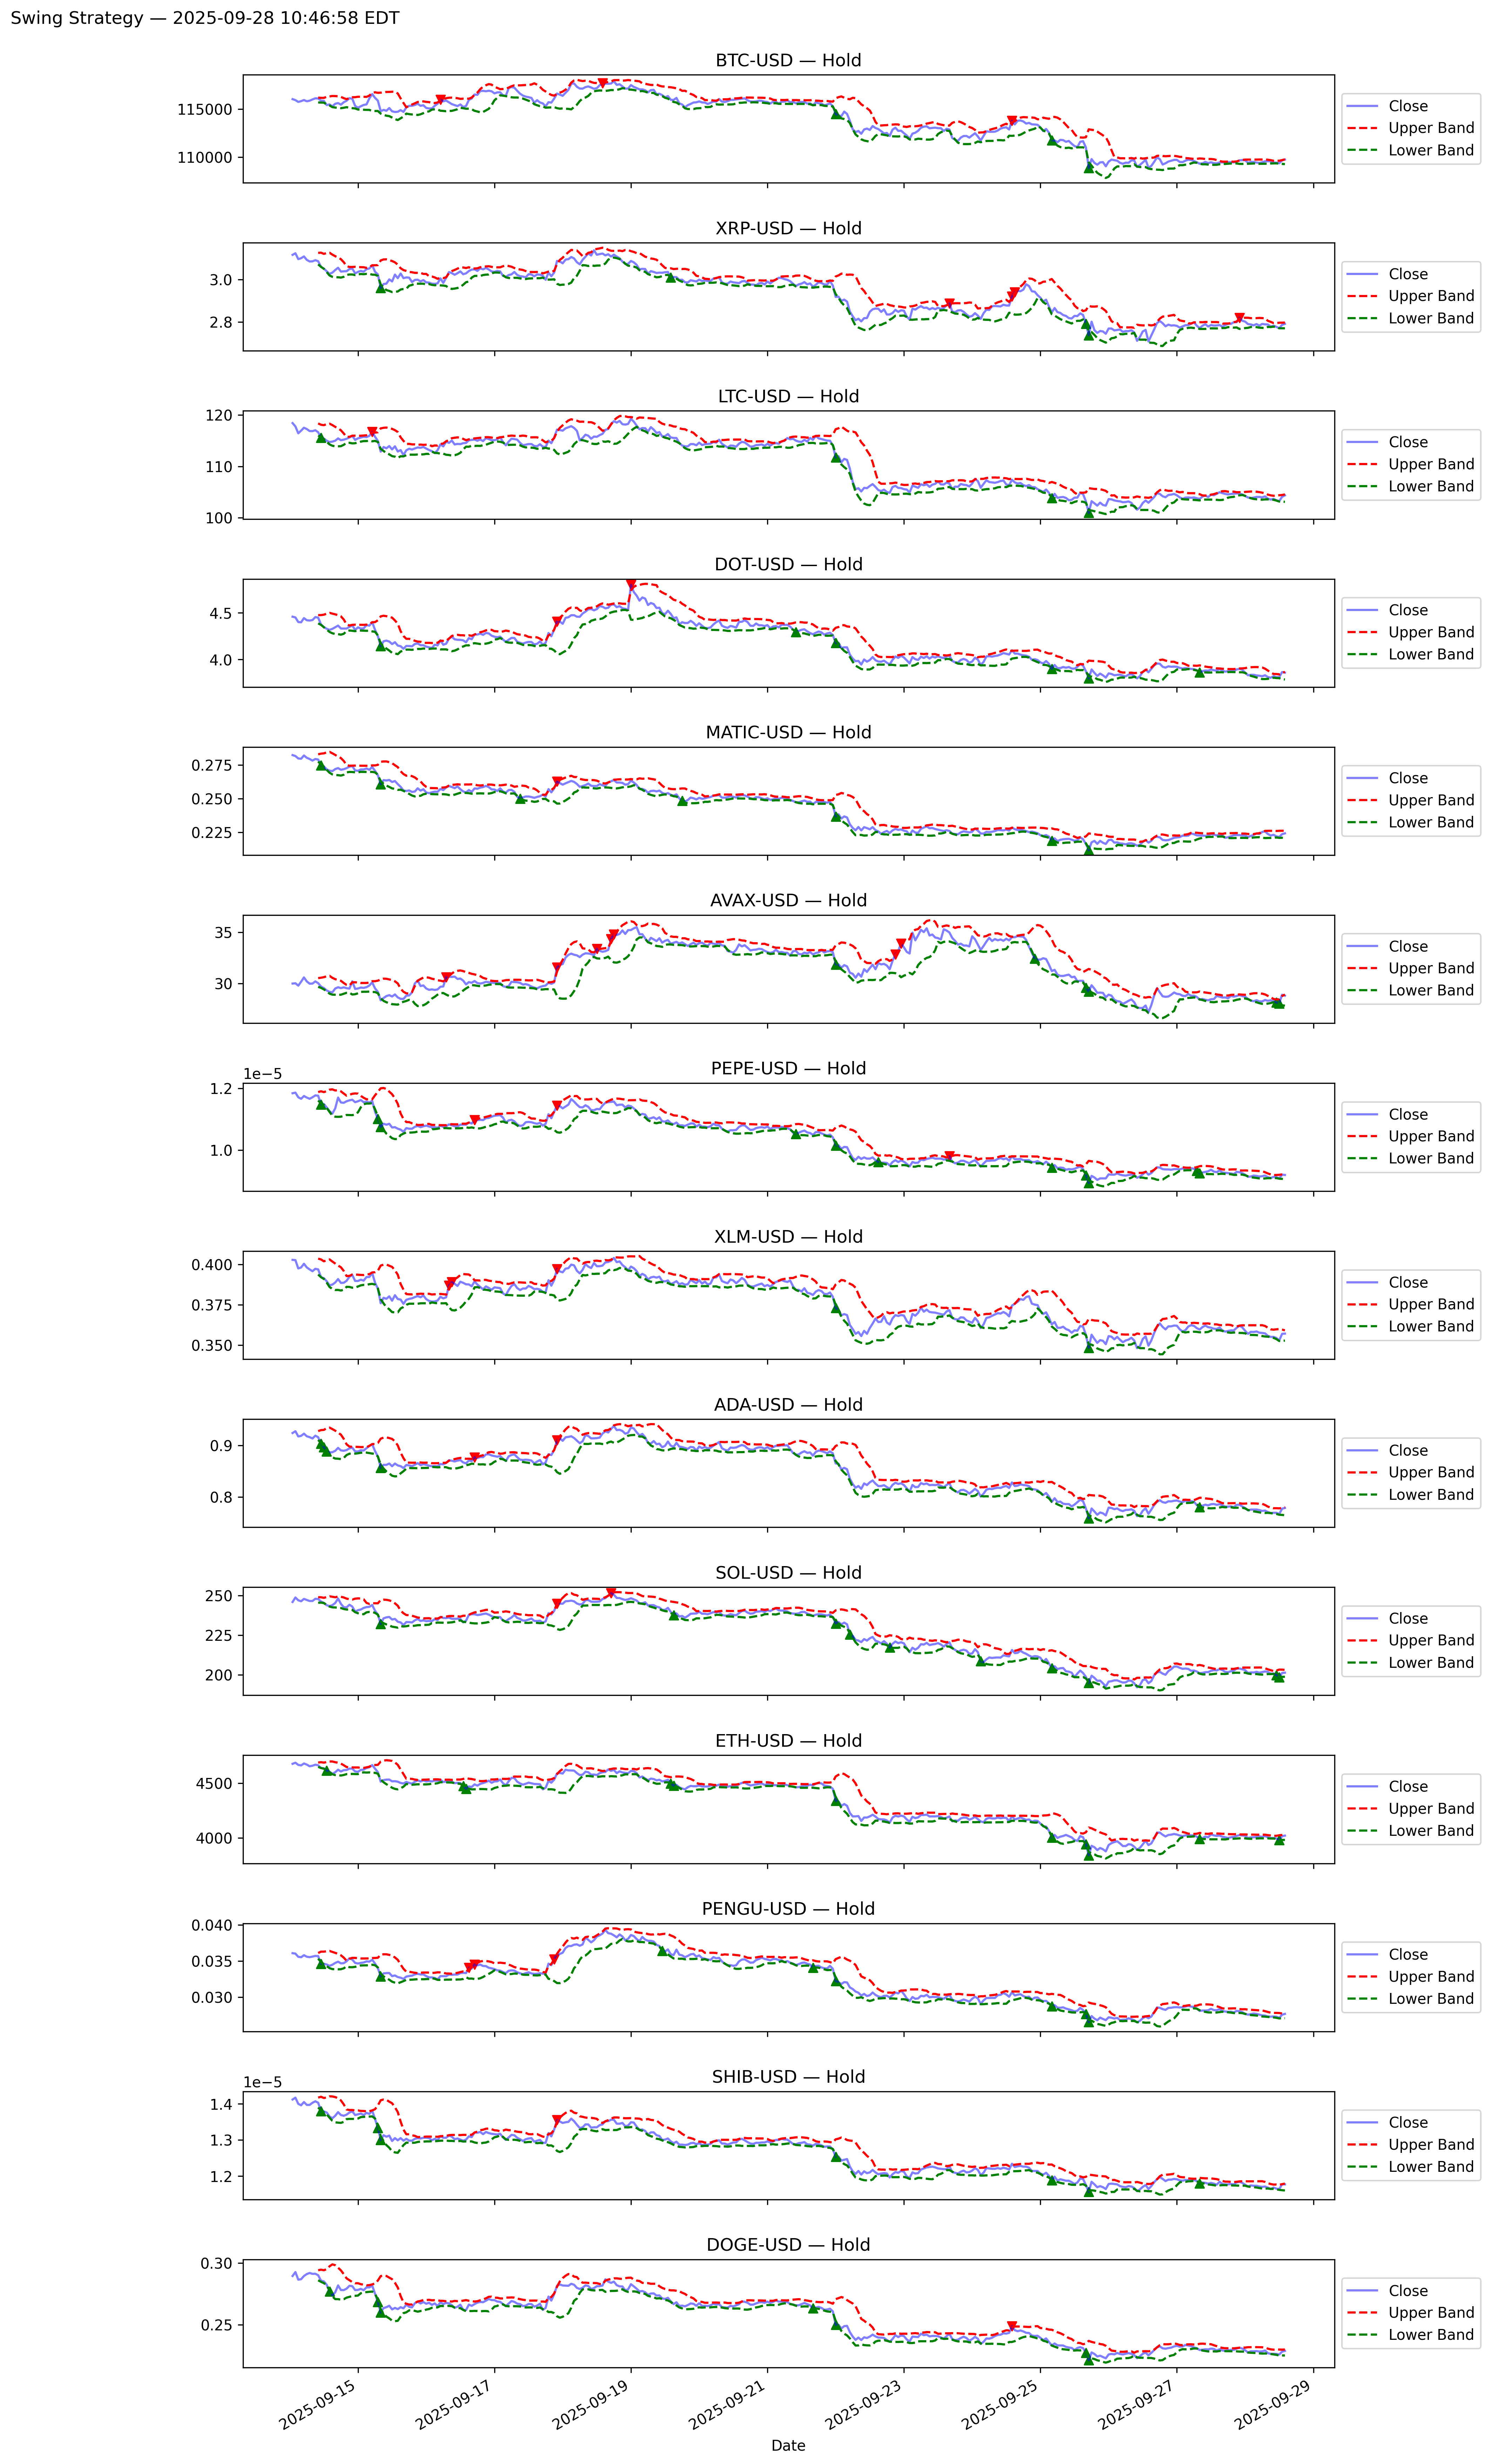 Swing Strategy — 2025-09-28 10:46:58 EDT
BTC-USD — Hold
115000
110000
Close
Upper Band
Lower Band
XRP-USD — Hold
3.0
2.8
Close
Upper Band
Lower Band
LTC-USD — Hold
120
110
100
Close
Upper Band
Lower Band
DOT-USD — Hold
4.5
4.0
Close
Upper Band
Lower Band
MATIC-USD — Hold
0.275
0.250
0.225
Close
Upper Band
Lower Band
AVAX-USD — Hold
35
30
Close
Upper Band
Lower Band
PEPE-USD — Hold
1e−5
1.2
1.0
Close
Upper Band
Lower Band
XLM-USD — Hold
0.400
0.375
0.350
Close
Upper Band
Lower Band
ADA-USD — Hold
0.9
0.8
Close
Upper Band
Lower Band
SOL-USD — Hold
250
225
200
Close
Upper Band
Lower Band
ETH-USD — Hold
4500
4000
Close
Upper Band
Lower Band
PENGU-USD — Hold
0.040
0.035
0.030
Close
Upper Band
Lower Band
SHIB-USD — Hold
1e−5
1.4
1.3
1.2
Close
Upper Band
Lower Band
DOGE-USD — Hold
0.30
0.25
Close
Upper Band
Lower Band
2025-09-15
2025-09-17
2025-09-19
2025-09-21
2025-09-23
2025-09-25
2025-09-27
2025-09-29
Date